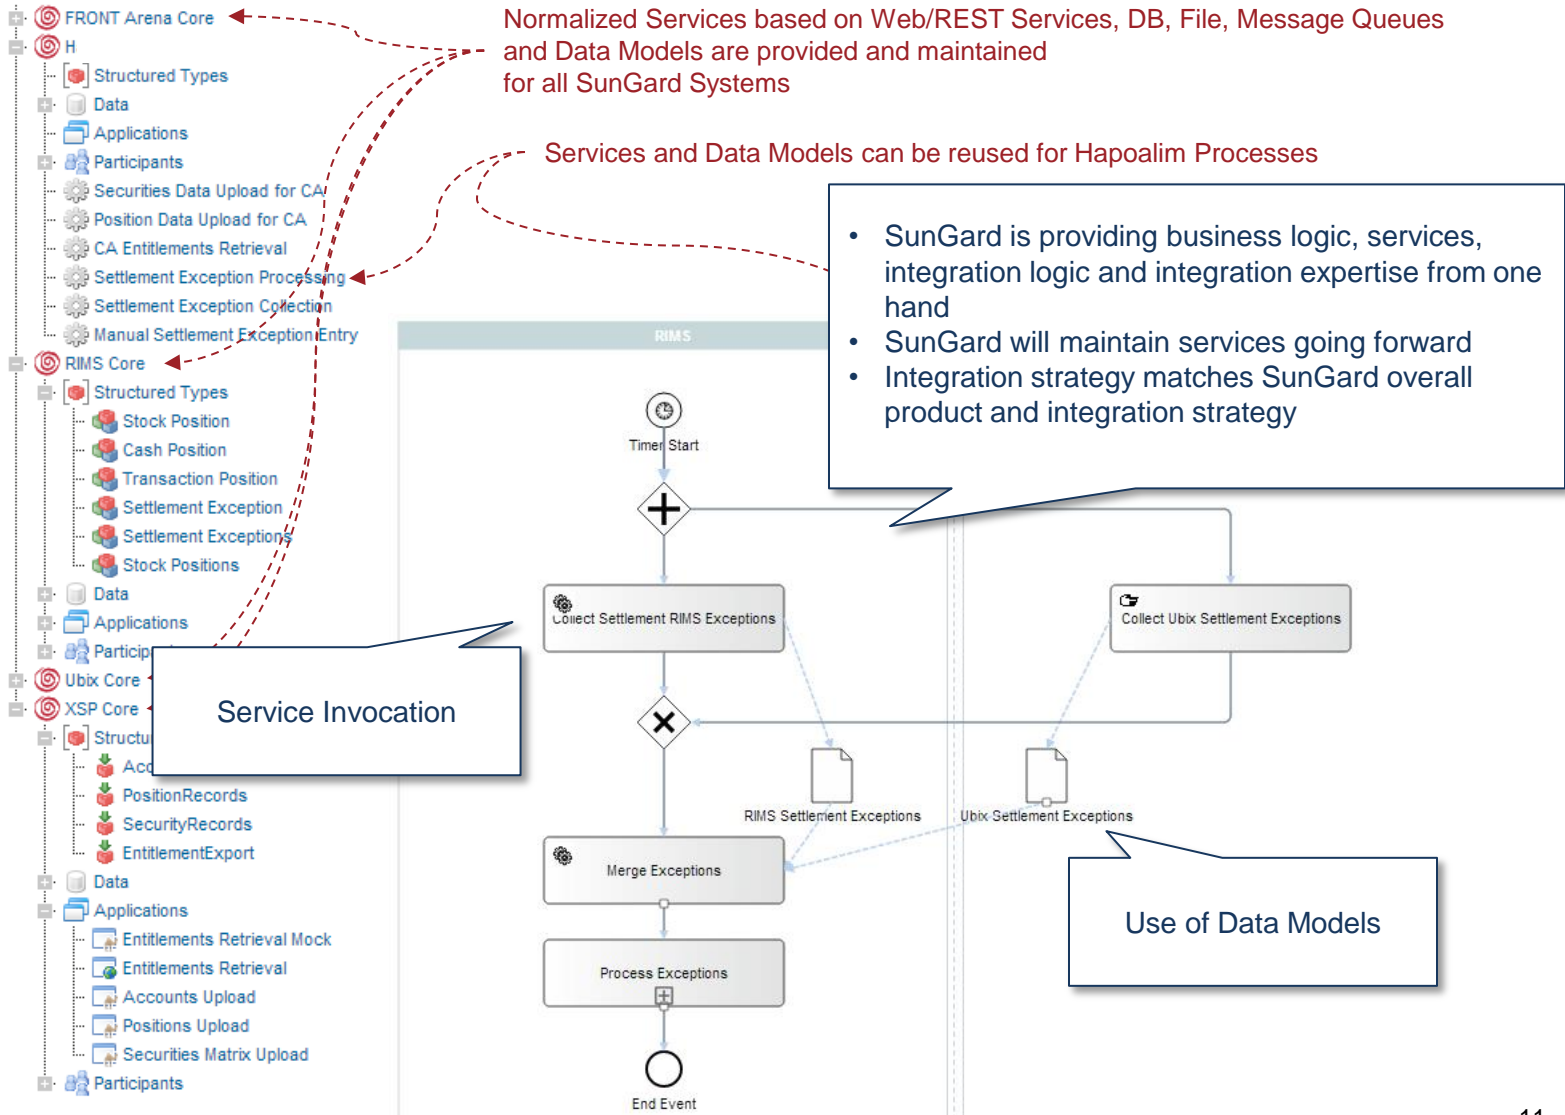 FRONT Arena Core
H
Structured Types
Data
Applications
Participants
Securities Data Upload for CA
Position Data Upload for CA
CA Entitlements Retrieval
Settlement Exception Processing
Settlement Exception Collection
Manual Settlement Exception Entry
RIMS Core
Structured Types
Stock Position
Cash Position
Transaction Position
Settlement Exception
Settlement Exceptions
Stock Positions
Data
Applications
Ubix Core
XSP Core
PositionRecords
SecurityRecords
EntitlementExport
Data
Applications
Entitlements Retrieval Mock
Entitlements Retrieval
Accounts Upload
Positions Upload
Securities Matrix Upload
Participants
Normalized Services based on Web/REST Services, DB, File, Message Queues
and Data Models are provided and maintained
for all SunGard Systems
Services and Data Models can be reused for Hapoalim Processes
• SunGard is providing business logic, services,
integration logic and integration expertise from one
hand
• SunGard will maintain services going forward
• Integration strategy matches SunGard overall
product and integration strategy
RIMS
Timer Start
Collect Settlement RIMS Exceptions
Collect Ubix Settlement Exceptions
Service Invocation
RIMS Settlement Exceptions
Ubix Settlement Exceptions
Merge Exceptions
Use of Data Models
Process Exceptions
End Event